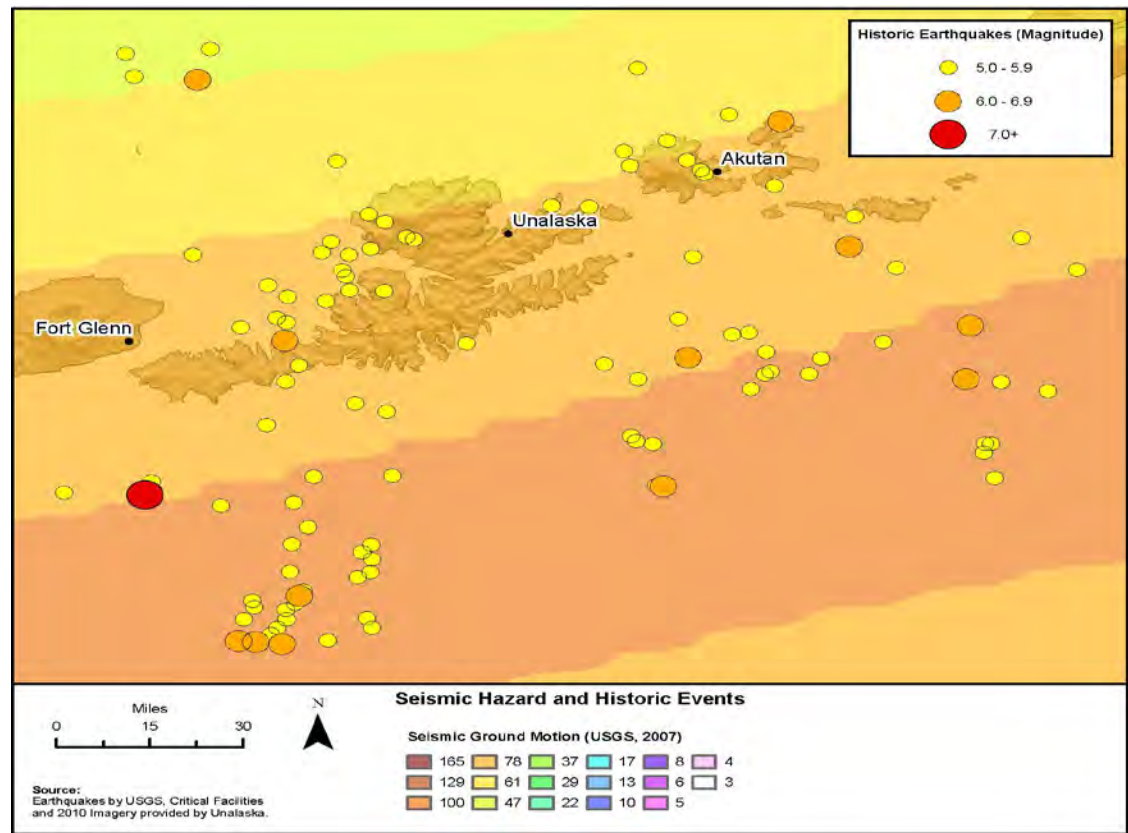 Historic Earthquakes (Magnitude)
5.0 - 5.9
6.0 - 6.9
7.0+
Akutan
Unalaska
Fort Glenn
Miles
0 15 30
N
Source:
Earthquakes by USGS, Critical Facilities
and 2010 Imagery provided by Unalaska.
Seismic Hazard and Historic Events
Seismic Ground Motion (USGS, 2007)
165 78 37 17 8 4
129 61 29 13 6 3
100 47 22 10 5